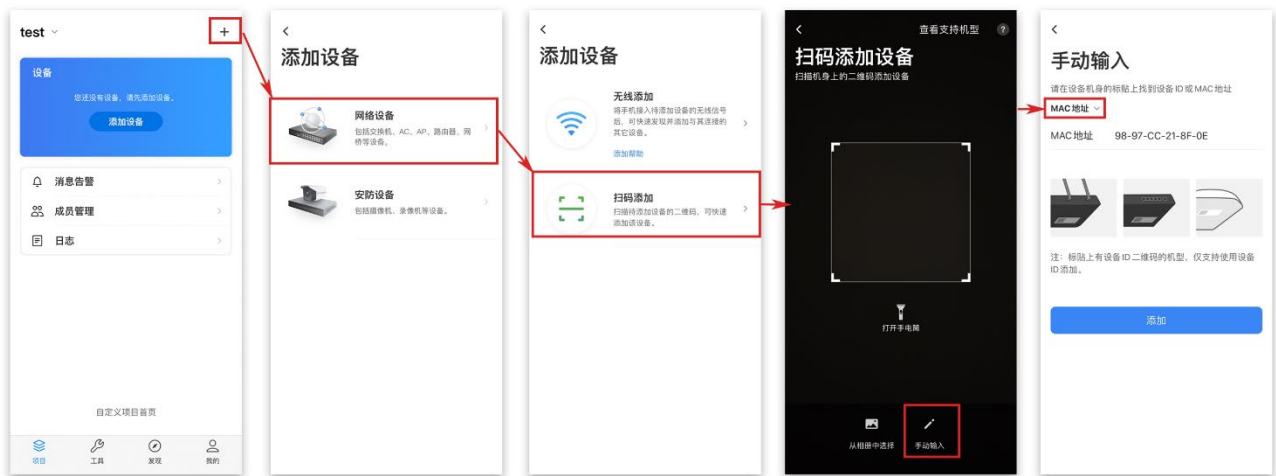 test
设备
您还没有设备，请先添加设备。
添加设备
消息告警
成员管理
日志
自定义项目首页
项目
工具
发现
我的
添加设备
网络设备
包括交换机、AC、AP、路由器、网
桥等设备。
安防设备
包括摄像机、录像机等设备。
添加设备
无线添加
将手机接入待添加设备的无线信号
后，可快速发现并添加与其连接的
其它设备。
添加帮助
扫码添加
扫描待添加设备的二维码，可快速
添加该设备。
查看支持机型
?
扫码添加设备
扫描机身上的二维码添加设备
打开手电筒
从相册中选择
手动输入
手动输入
请在设备机身的标贴上找到设备ID或MAC地址
MAC地址
MAC地址 98-97-CC-21-8F-0E
注：标贴上有设备ID二维码的机型，仅支持使用设备
ID添加。
添加